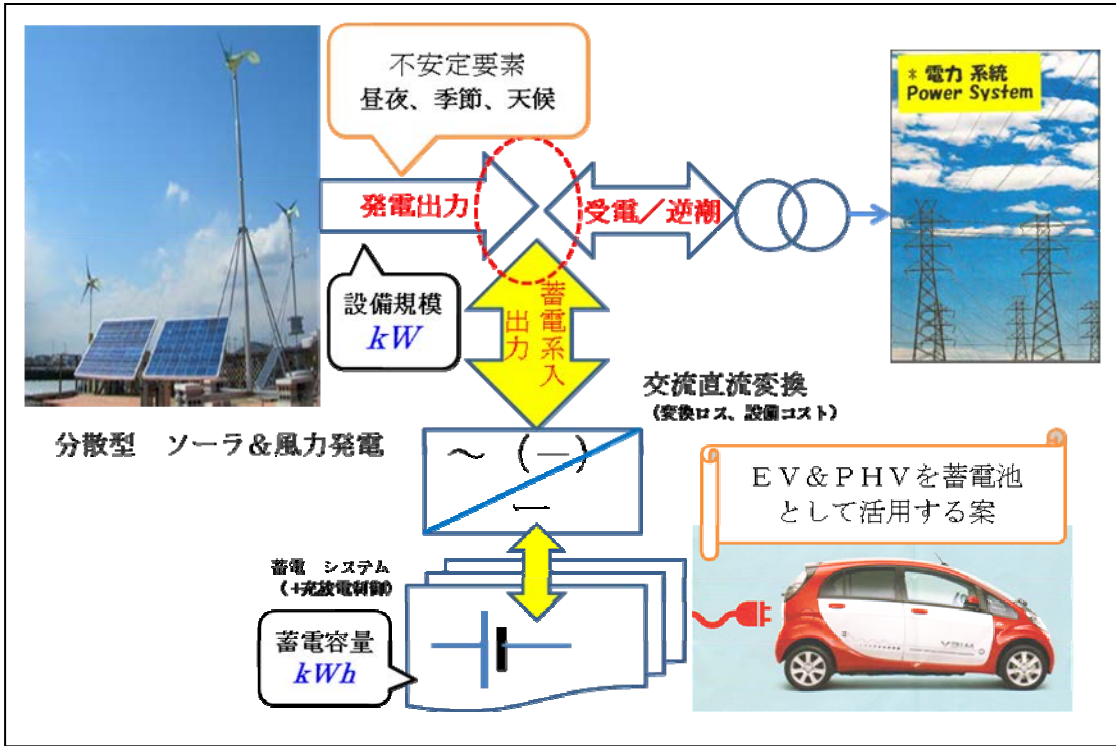 不安定要素
昼夜、季節、天候
* 電力 系統
Power System
発電出力
受電／逆潮
設備規模
kW
蓄電系入
出力
交流直流変換
（変換ロス、設備コスト）
分散型 ソーラ＆風力発電
～ （―）
―
ＥＶ＆ＰＨＶを蓄電池
として活用する案
蓄電 システム
（+充放電制御）
蓄電容量
kWh